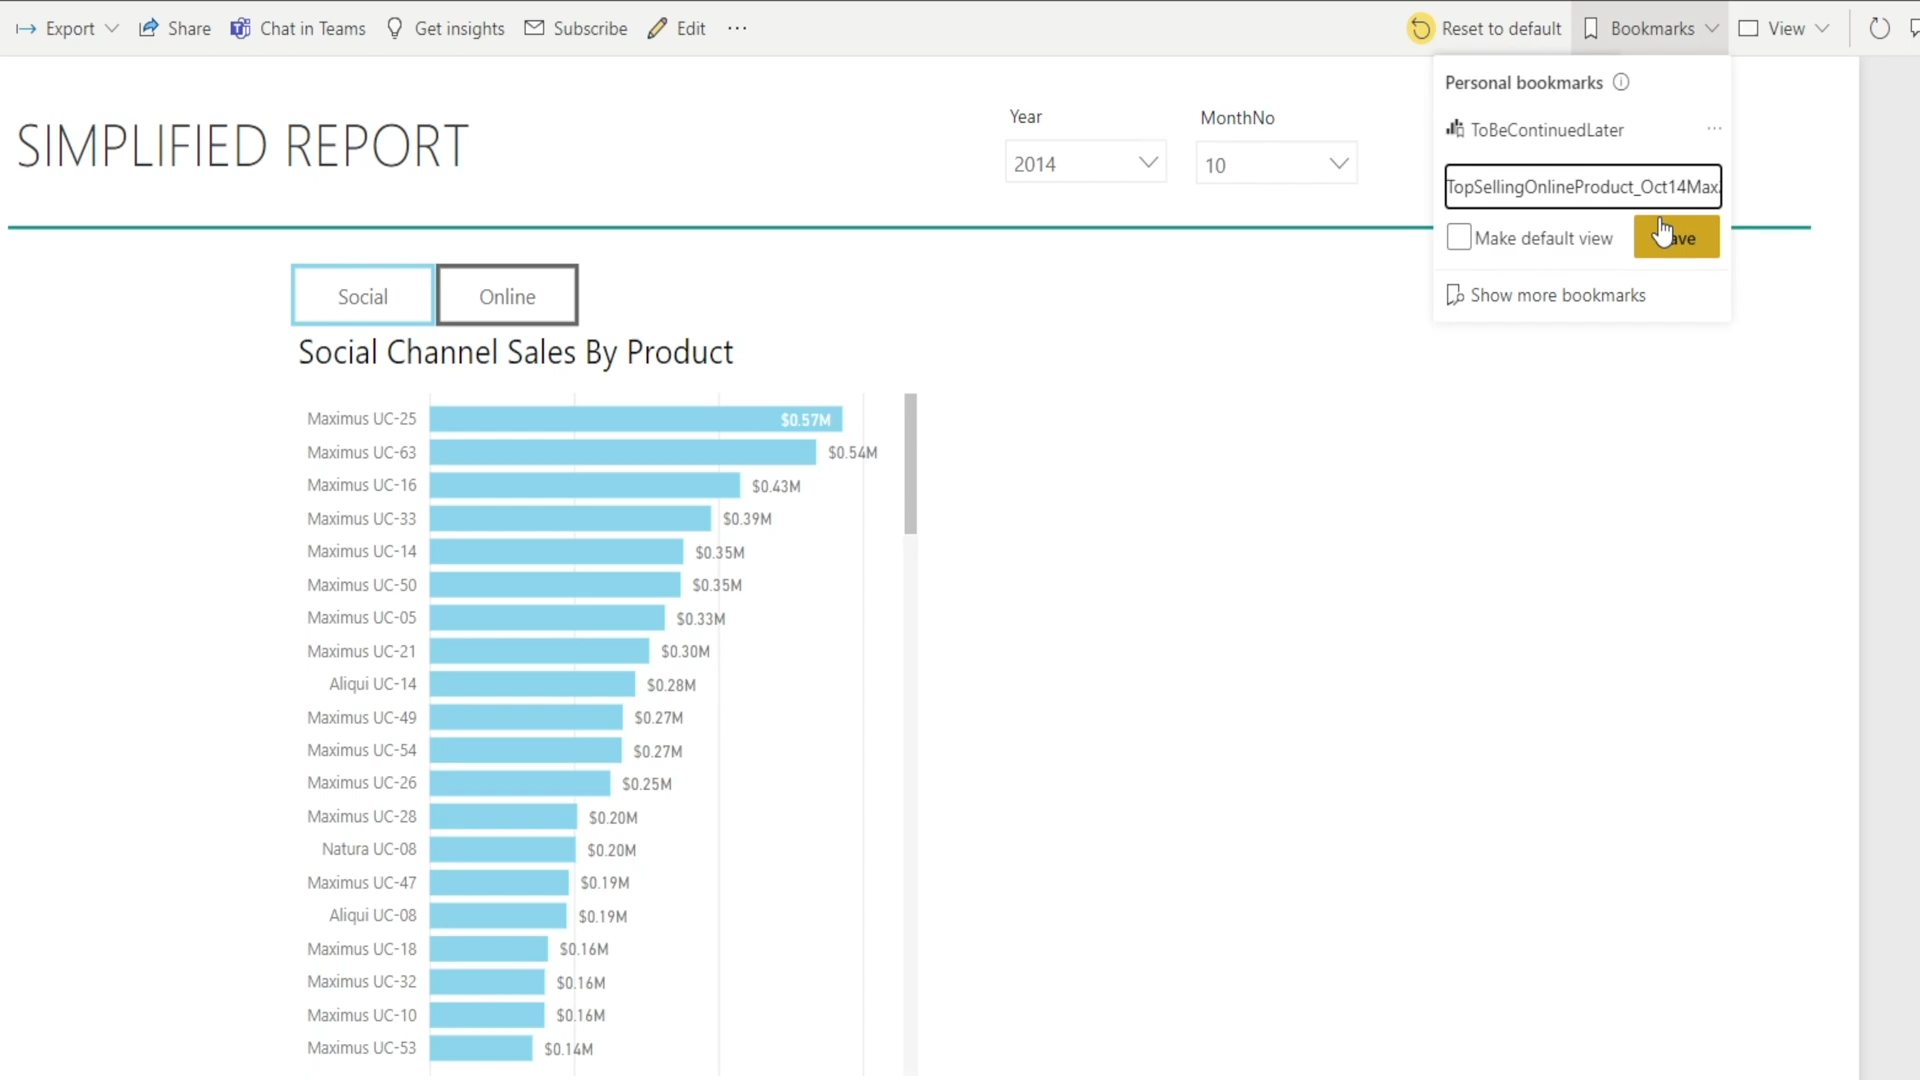 Export
Share
Chat in Teams
Get insights
Subscribe
Edit
Reset to default
Bookmarks
View
Personal bookmarks
ToBeContinuedLater
TopSellingOnlineProduct_Oct14Max
Make default view
Show more bookmarks
SIMPLIFIED REPORT
Year
2014
MonthNo
10
Social
Online
Social Channel Sales By Product
Maximus UC-25 $0.57M
Maximus UC-63 $0.54M
Maximus UC-16 $0.43M
Maximus UC-33 $0.39M
Maximus UC-14 $0.35M
Maximus UC-50 $0.35M
Maximus UC-05 $0.33M
Maximus UC-21 $0.30M
Aliqui UC-14 $0.28M
Maximus UC-49 $0.27M
Maximus UC-54 $0.27M
Maximus UC-26 $0.25M
Maximus UC-28 $0.20M
Natura UC-08 $0.20M
Maximus UC-47 $0.19M
Aliqui UC-08 $0.19M
Maximus UC-18 $0.16M
Maximus UC-32 $0.16M
Maximus UC-10 $0.16M
Maximus UC-53 $0.14M